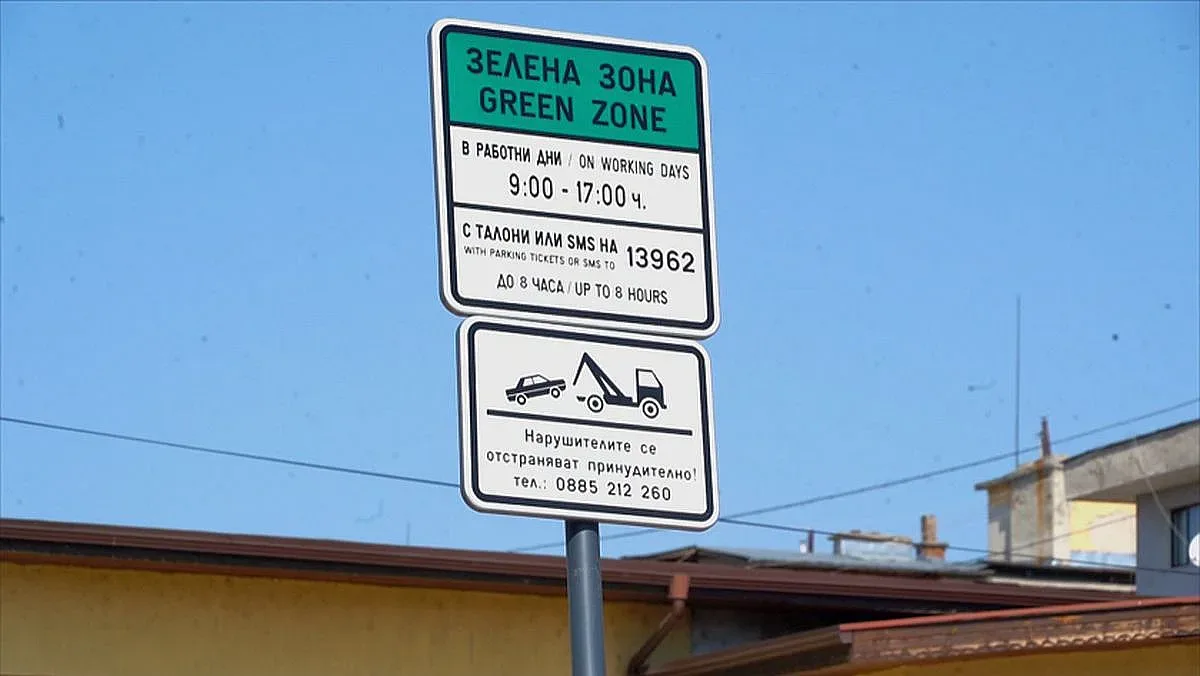 ЗЕЛЕНА ЗОНА
GREEN ZONE
В РАБОТНИ ДНИ / ON WORKING DAYS
9:00 - 17:00 ч.
С ТАЛОНИ ИЛИ SMS НА 13962
WITH PARKING TICKETS OR SMS TO
ДО 8 ЧАСА / UP TO 8 HOURS
Нарушителите се
отстраняват принудително!
тел.: 0885 212 260